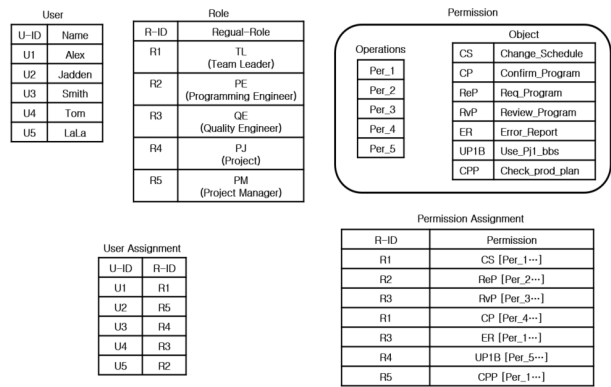 User
U-ID Name
U1 Alex
U2 Jadden
U3 Smith
U4 Tom
U5 LaLa
Role
R-ID Regual-Role
R1 TL
(Team Leader)
R2 PE
(Programming Engineer)
R3 QE
(Quality Engineer)
R4 PJ
(Project)
R5 PM
(Project Manager)
Permission
Operations
Per_1
Per_2
Per_3
Per_4
Per_5
Object
CS Change_Schedule
CP Confirm_Program
ReP Req_Program
RvP Review_Program
ER Error_Report
UP1B Use_Pj1_bbs
CPP Check_prod_plan
User Assignment
U-ID R-ID
U1 R1
U2 R5
U3 R4
U4 R3
U5 R2
Permission Assignment
R-ID Permission
R1 CS [Per_1⋯]
R2 ReP [Per_2⋯]
R3 RvP [Per_3⋯]
R1 CP [Per_4⋯]
R3 ER [Per_1⋯]
R4 UP1B [Per_5⋯]
R5 CPP [Per_1⋯]